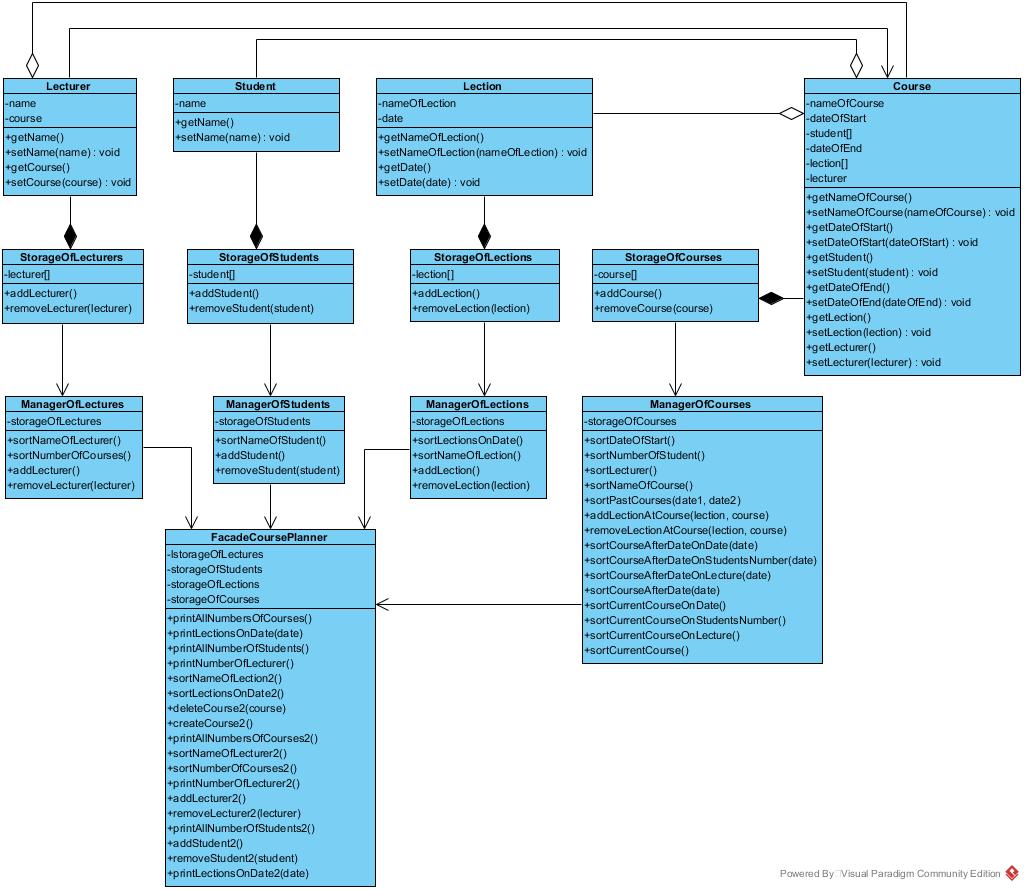 Lecturer
-name
-course
+getName()
+setName(name) : void
+getCourse()
+setCourse(course) : void
Student
-name
+getName()
+setName(name) : void
Lection
-nameOfLection
-date
+getNameOfLection()
+setNameOfLection(nameOfLection) : void
+getDate()
+setDate(date) : void
Course
-nameOfCourse
-dateOfStart
-student[]
-dateOfEnd
-lection[]
-lecturer
+getNameOfCourse()
+setNameOfCourse(nameOfCourse) : void
+getDateOfStart()
+setDateOfStart(dateOfStart) : void
+getStudent()
+setStudent(student) : void
+getDateOfEnd()
+setDateOfEnd(dateOfEnd) : void
+getLection()
+setLection(lection) : void
+getLecturer()
+setLecturer(lecturer) : void
StorageOfLecturers
-lecturer[]
+addLecturer()
+removeLecturer(lecturer)
StorageOfStudents
-student[]
+addStudent()
+removeStudent(student)
StorageOfLections
-lection[]
+addLection()
+removeLection(lection)
StorageOfCourses
-course[]
+addCourse()
+removeCourse(course)
ManagerOfLectures
-storageOfLectures
+sortNameOfLecturer()
+sortNumberOfCourses()
+addLecturer()
+removeLecturer(lecturer)
ManagerOfStudents
-storageOfStudents
+sortNameOfStudent()
+addStudent()
+removeStudent(student)
ManagerOfLections
-storageOfLections
+sortLectionsOnDate()
+sortNameOfLection()
+addLection()
+removeLection(lection)
ManagerOfCourses
-storageOfCourses
+sortDateOfStart()
+sortNumberOfStudent()
+sortLecturer()
+sortNameOfCourse()
+sortPastCourses(date1, date2)
+addLectionAtCourse(lection, course)
+removeLectionAtCourse(lection, course)
+sortCourseAfterDateOnDate(date)
+sortCourseAfterDateOnStudentsNumber(date)
+sortCourseAfterDateOnLecture(date)
+sortCourseAfterDate(date)
+sortCurrentCourseOnDate()
+sortCurrentCourseOnStudentsNumber()
+sortCurrentCourseOnLecture()
+sortCurrentCourse()
FacadeCoursePlanner
-lstorageOfLectures
-storageOfStudents
-storageOfLections
-storageOfCourses
+printAllNumbersOfCourses()
+printLectionsOnDate(date)
+printAllNumberOfStudents()
+printNumberOfLecturer()
+sortNameOfLection2()
+sortLectionsOnDate2()
+deleteCourse2(course)
+createCourse2()
+printAllNumbersOfCourses2()
+sortNameOfLecturer2()
+sortNumberOfCourses2()
+printNumberOfLecturer2()
+addLecturer2()
+removeLecturer2(lecturer)
+printAllNumberOfStudents2()
+addStudent2()
+removeStudent2(student)
+printLectionsOnDate2(date)
Powered By Visual Paradigm Community Edition